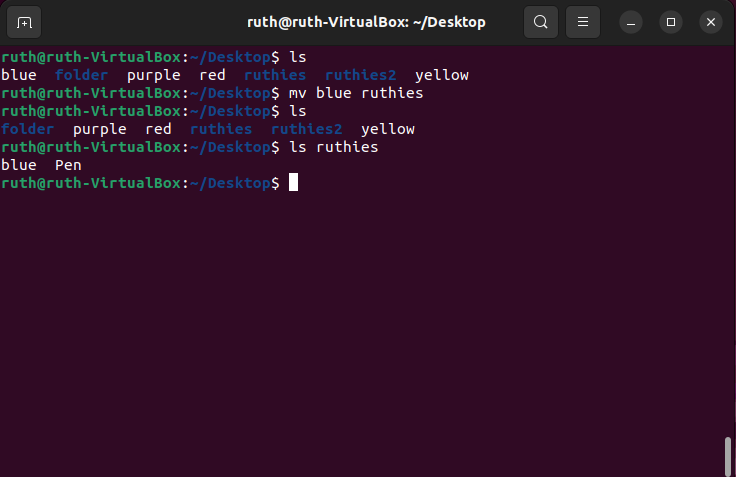 ruth@ruth-VirtualBox: ~/Desktop
ruth@ruth-VirtualBox:~/Desktop$ ls
blue  folder  purple  red  ruthies  ruthies2  yellow
ruth@ruth-VirtualBox:~/Desktop$ mv blue ruthies
ruth@ruth-VirtualBox:~/Desktop$ ls
folder  purple  red  ruthies  ruthies2  yellow
ruth@ruth-VirtualBox:~/Desktop$ ls ruthies
blue  Pen
ruth@ruth-VirtualBox:~/Desktop$